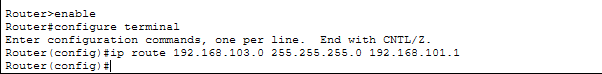 Router>enable
Router#configure terminal
Enter configuration commands, one per line.  End with CNTL/Z.
Router(config)#ip route 192.168.103.0 255.255.255.0 192.168.101.1
Router(config)#